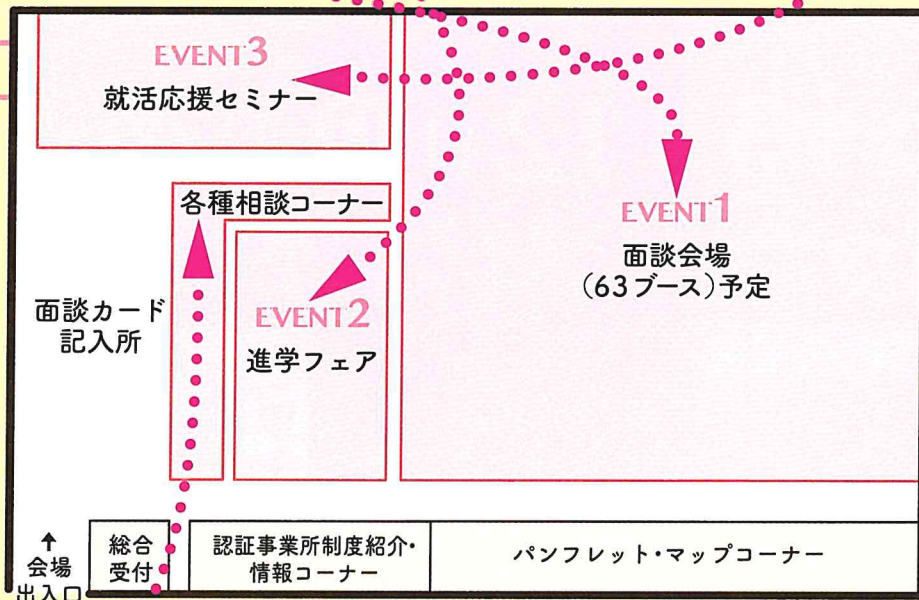 EVENT3
就活応援セミナー
各種相談コーナー
EVENT1
面談会場
(63ブース)予定
面談カード
記入所
EVENT2
進学フェア
↑
会場
出入口
総合
受付
認証事業所制度紹介・
情報コーナー
パンフレット・マップコーナー